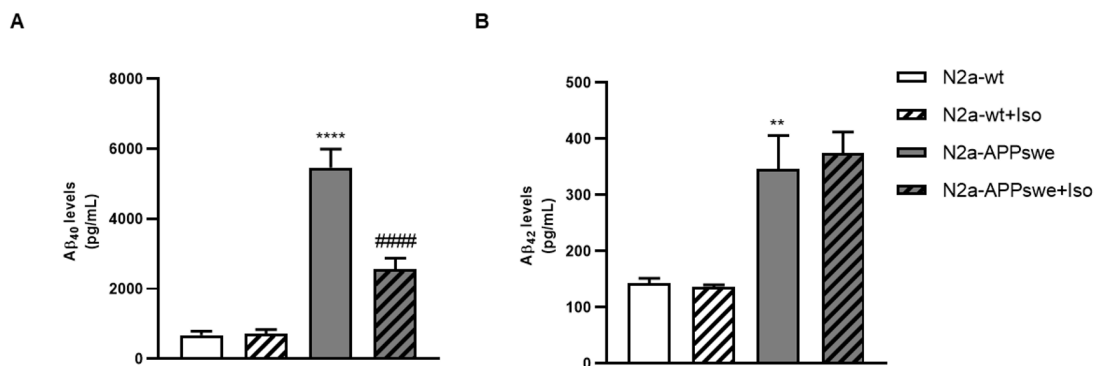 A
Aβ40 levels
(pg/mL)
8000
6000
4000
2000
0
****
####
B
Aβ42 levels
(pg/mL)
500
400
300
200
100
0
**
N2a-wt
N2a-wt+Iso
N2a-APPswe
N2a-APPswe+Iso